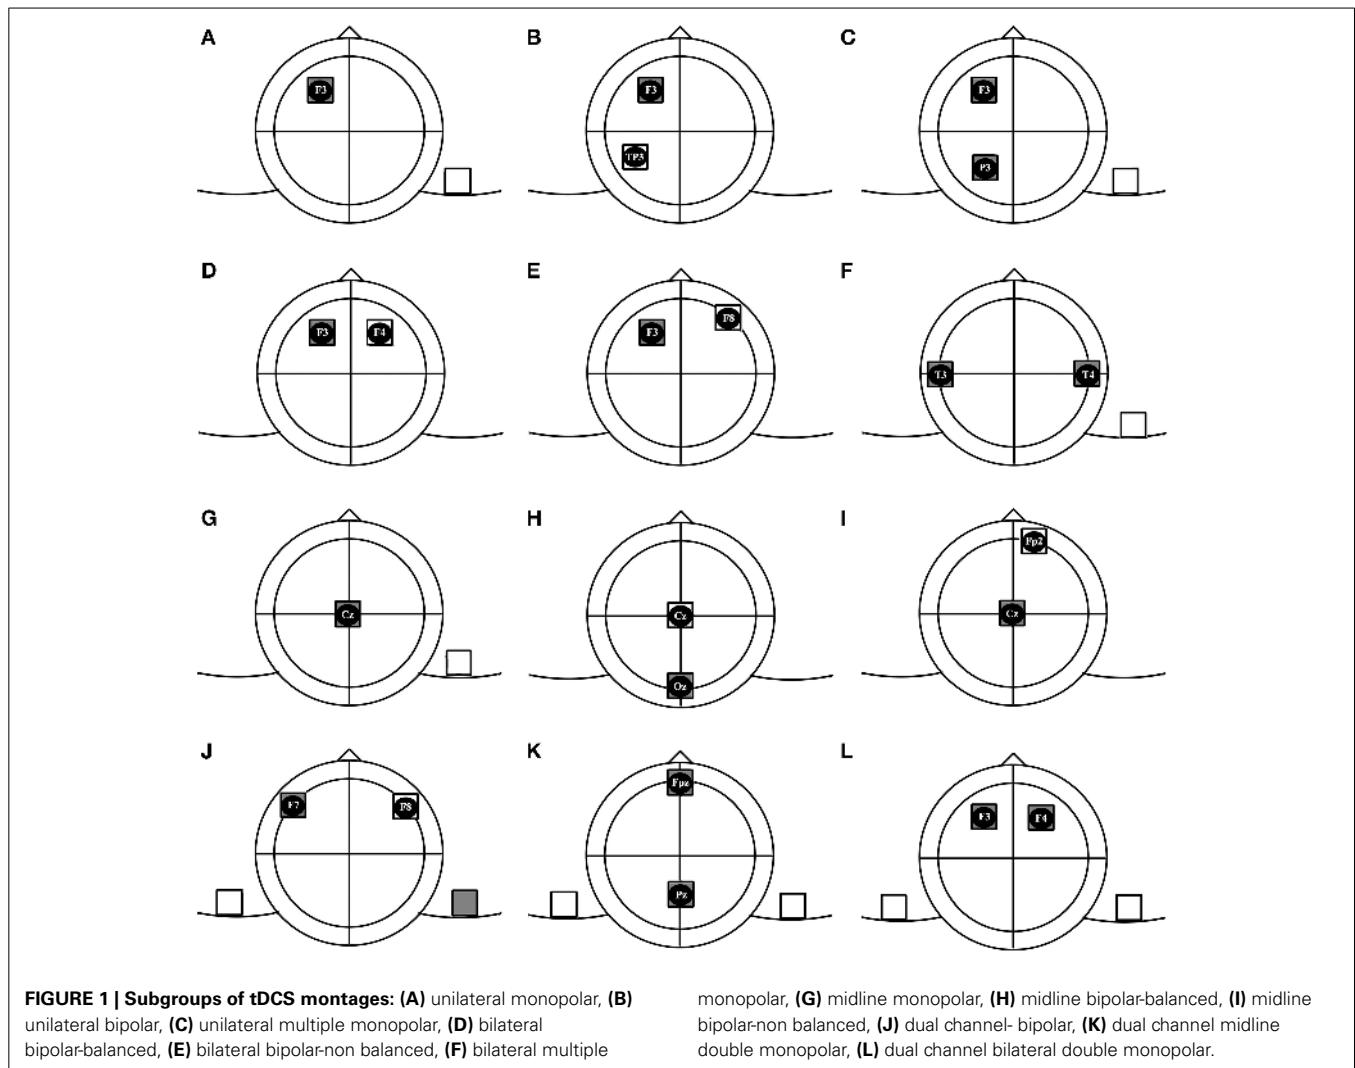 A
B
C
F3
F3
F3
TP3
P3
D
E
F
F3
F4
F3
F8
T3
T4
G
H
I
Fp2
Cz
Cz
Cz
Oz
J
K
L
F7
F8
Fpz
F3
F4
Pz
FIGURE 1 | Subgroups of tDCS montages: (A) unilateral monopolar, (B)
unilateral bipolar, (C) unilateral multiple monopolar, (D) bilateral
bipolar-balanced, (E) bilateral bipolar-non balanced, (F) bilateral multiple
monopolar, (G) midline monopolar, (H) midline bipolar-balanced, (I) midline
bipolar-non balanced, (J) dual channel- bipolar, (K) dual channel midline
double monopolar, (L) dual channel bilateral double monopolar.